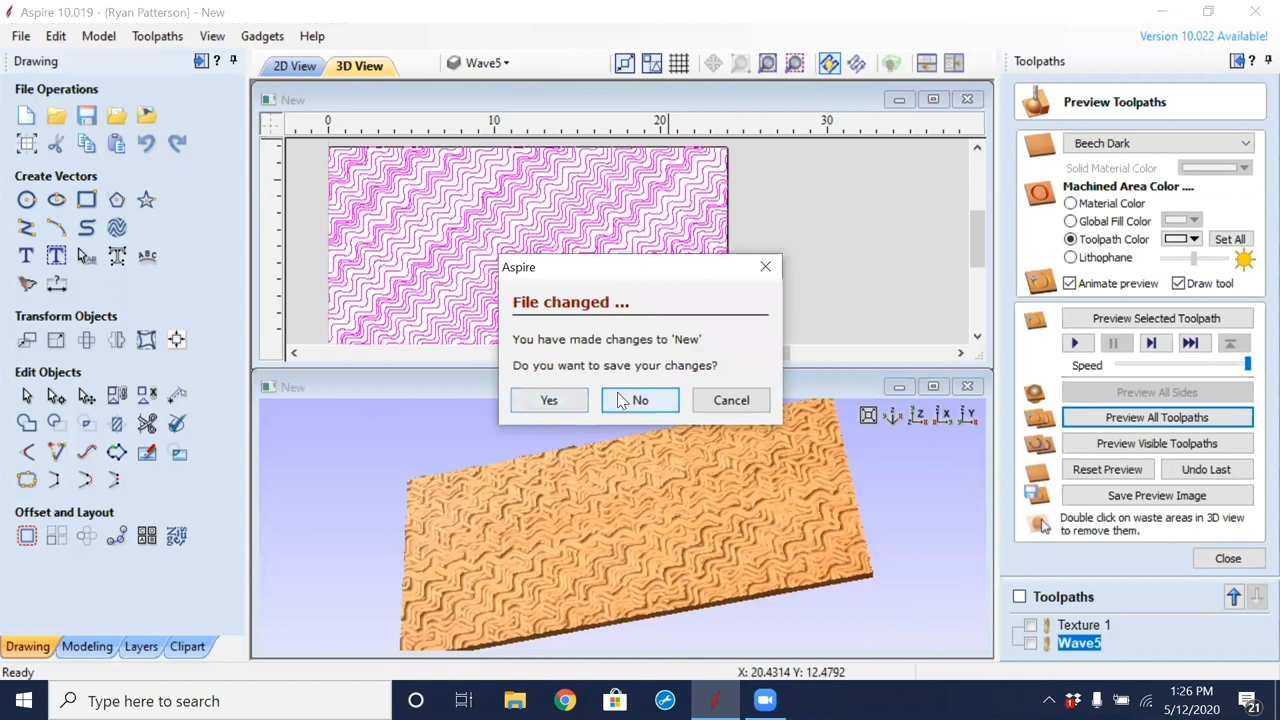 Aspire 10.019 - {Ryan Patterson} - New
File Edit Model Toolpaths View Gadgets Help
Version 10.022 Available!
Drawing
?
2D View
3D View
Wave5
Toolpaths
?
File Operations
New
Preview Toolpaths
0 10 20 30
Beech Dark
Solid Material Color
Create Vectors
Machined Area Color ....
Material Color
Global Fill Color
Toolpath Color
Set All
Lithophane
Animate preview
Draw tool
Aspire
File changed ...
You have made changes to 'New'
Do you want to save your changes?
Yes
No
Cancel
Transform Objects
Preview Selected Toolpath
Speed
Edit Objects
New
Preview All Sides
Preview All Toolpaths
Preview Visible Toolpaths
Reset Preview
Undo Last
Save Preview Image
Offset and Layout
Double click on waste areas in 3D view
to remove them.
Close
Toolpaths
Texture 1
Wave5
Drawing
Modeling
Layers
Clipart
Ready
X: 20.4314 Y: 12.4792
Type here to search
1:26 PM
5/12/2020
21